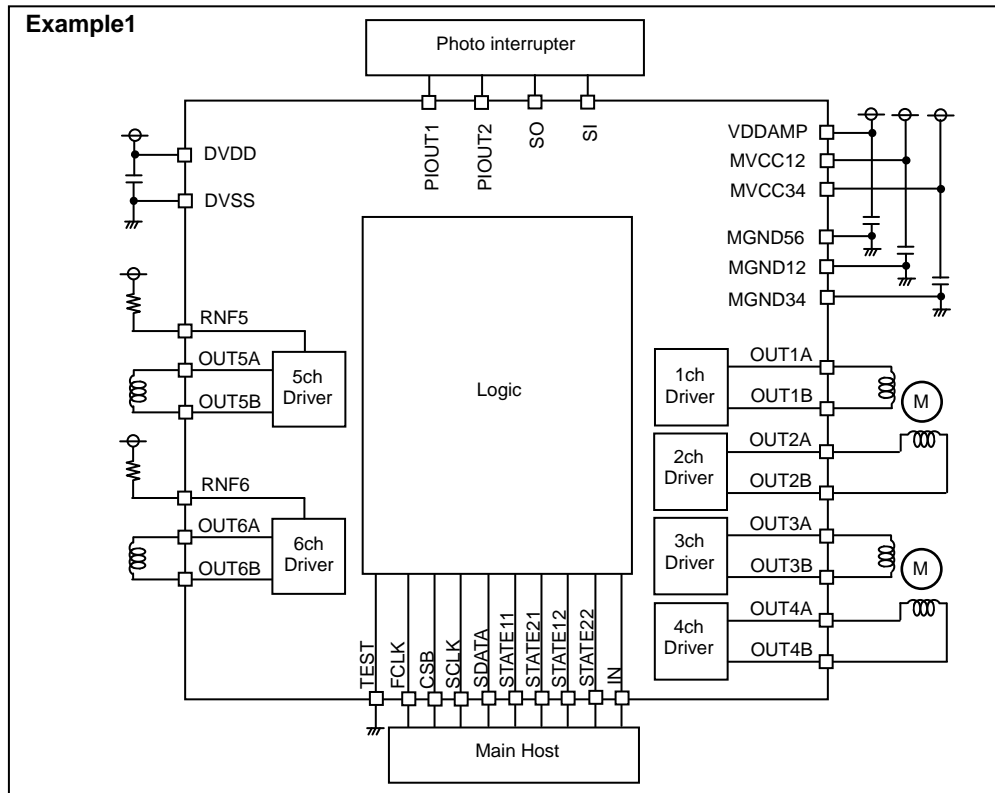 Example1
Photo interrupter
PIOUT1
PIOUT2
SO
SI
DVDD
DVSS
VDDAMP
MVCC12
MVCC34
MGND56
MGND12
MGND34
RNF5
OUT5A
OUT5B
5ch
Driver
RNF6
OUT6A
OUT6B
6ch
Driver
Logic
1ch
Driver
OUT1A
OUT1B
M
2ch
Driver
OUT2A
OUT2B
3ch
Driver
OUT3A
OUT3B
M
4ch
Driver
OUT4A
OUT4B
TEST
FCLK
CSB
SCLK
SDATA
STATE11
STATE21
STATE12
STATE22
IN
Main Host